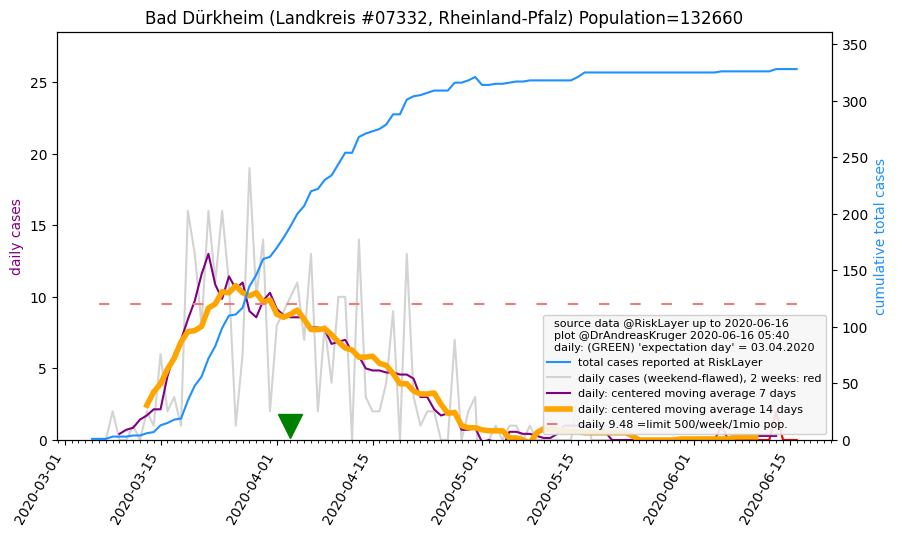 Bad Dürkheim (Landkreis #07332, Rheinland-Pfalz) Population=132660
daily cases
25
20
15
10
5
0
350
300
250
200
150
100
50
0
cumulative total cases
source data @RiskLayer up to 2020-06-16
plot @DrAndreasKruger 2020-06-16 05:40
daily: (GREEN) 'expectation day' = 03.04.2020
total cases reported at RiskLayer
daily cases (weekend-flawed), 2 weeks: red
daily: centered moving average 7 days
daily: centered moving average 14 days
daily 9.48 =limit 500/week/1mio pop.
2020-03-01
2020-03-15
2020-04-01
2020-04-15
2020-05-01
2020-05-15
2020-06-01
2020-06-15